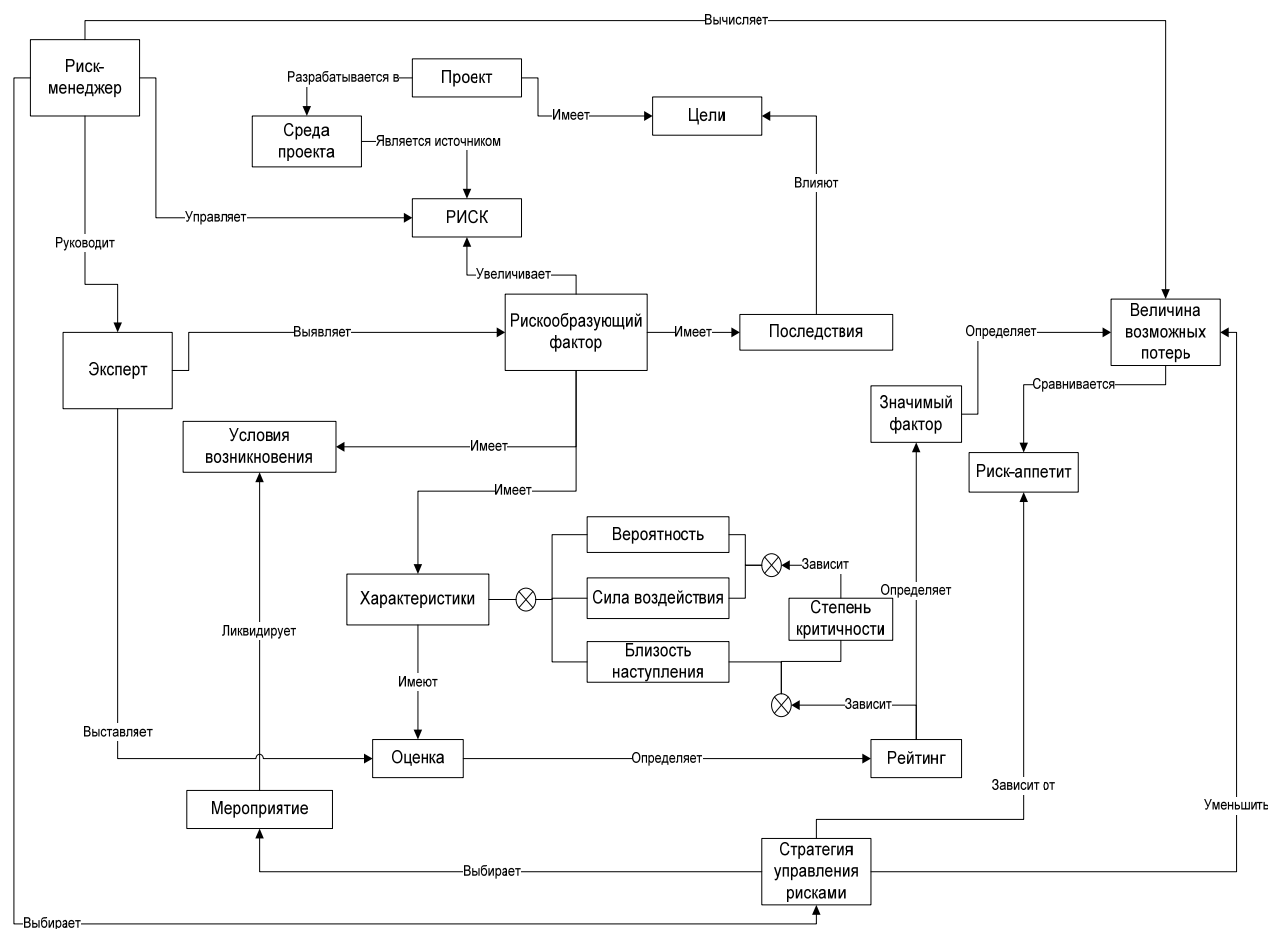 Вычисляет
Риск-
менеджер
Разрабатывается в
Проект
Имеет
Цели
Среда
проекта
Является источником
Влияют
Управляет
РИСК
Руководит
Увеличивает
Рискообразующий
фактор
Имеет
Последствия
Определяет
Величина
возможных
потерь
Выявляет
Эксперт
Сравнивается
Значимый
фактор
Условия
возникновения
Имеет
Риск-аппетит
Имеет
Вероятность
Зависит
Характеристики
Сила воздействия
Определяет
Степень
критичности
Ликвидирует
Близость
наступления
Имеют
Зависит
Выставляет
Оценка
Определяет
Рейтинг
Зависит от
Мероприятие
Уменьшить
Стратегия
управления
рисками
Выбирает
Выбирает